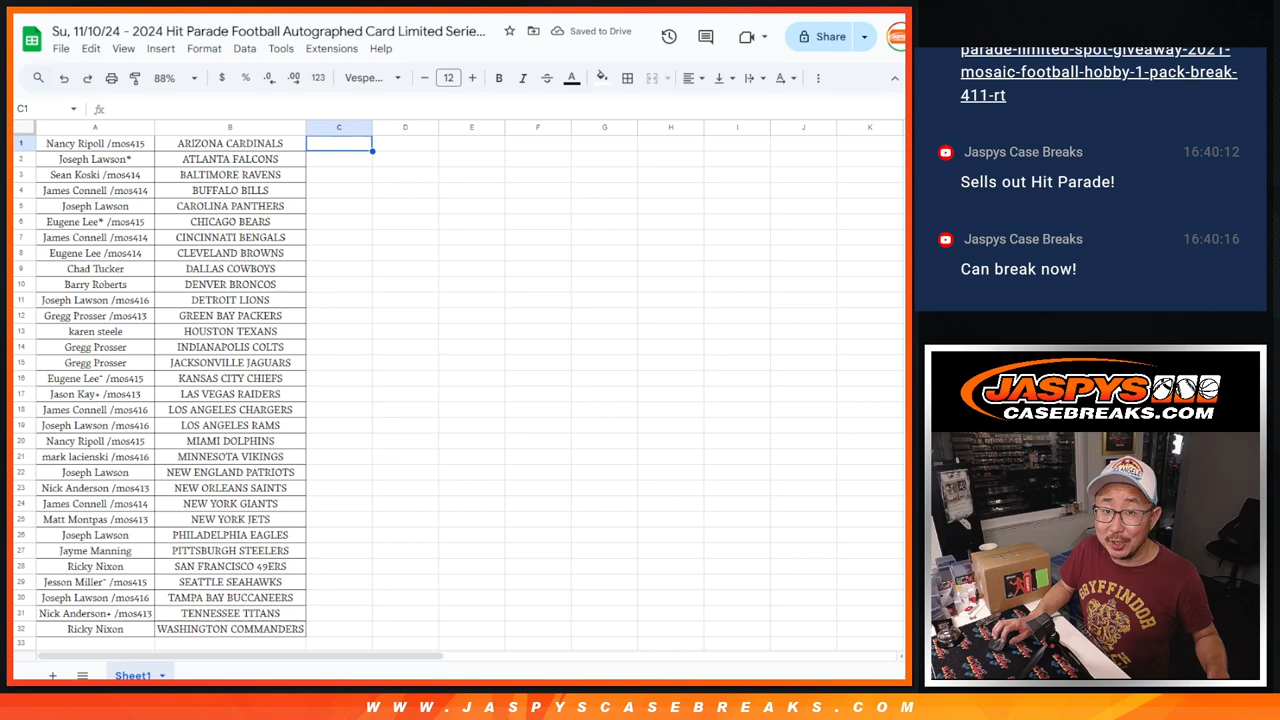 Su, 11/10/24 - 2024 Hit Parade Football Autographed Card Limited Serie...
Saved to Drive
File Edit View Insert Format Data Tools Extensions Help
Share
88% $ % .0 .00 123 Vespe... 12
C1
A B C D E F G H I J K
1 Nancy Ripoll /mos415 ARIZONA CARDINALS
2 Joseph Lawson* ATLANTA FALCONS
3 Sean Koski /mos414 BALTIMORE RAVENS
4 James Connell /mos414 BUFFALO BILLS
5 Joseph Lawson CAROLINA PANTHERS
6 Eugene Lee* /mos415 CHICAGO BEARS
7 James Connell /mos414 CINCINNATI BENGALS
8 Eugene Lee /mos414 CLEVELAND BROWNS
9 Chad Tucker DALLAS COWBOYS
10 Barry Roberts DENVER BRONCOS
11 Joseph Lawson /mos416 DETROIT LIONS
12 Gregg Prosser /mos413 GREEN BAY PACKERS
13 karen steele HOUSTON TEXANS
14 Gregg Prosser INDIANAPOLIS COLTS
15 Gregg Prosser JACKSONVILLE JAGUARS
16 Eugene Lee^ /mos415 KANSAS CITY CHIEFS
17 Jason Kay+ /mos413 LAS VEGAS RAIDERS
18 James Connell /mos416 LOS ANGELES CHARGERS
19 Joseph Lawson /mos416 LOS ANGELES RAMS
20 Nancy Ripoll /mos415 MIAMI DOLPHINS
21 mark lacienski /mos416 MINNESOTA VIKINGS
22 Joseph Lawson NEW ENGLAND PATRIOTS
23 Nick Anderson /mos413 NEW ORLEANS SAINTS
24 James Connell /mos414 NEW YORK GIANTS
25 Matt Montpas /mos413 NEW YORK JETS
26 Joseph Lawson PHILADELPHIA EAGLES
27 Jayme Manning PITTSBURGH STEELERS
28 Ricky Nixon SAN FRANCISCO 49ERS
29 Jesson Miller^ /mos415 SEATTLE SEAHAWKS
30 Joseph Lawson /mos416 TAMPA BAY BUCCANEERS
31 Nick Anderson+ /mos413 TENNESSEE TITANS
32 Ricky Nixon WASHINGTON COMMANDERS
33
Sheet1
parade-limited-spot-giveaway-2021-
mosaic-football-hobby-1-pack-break-
411-rt
Jaspys Case Breaks 16:40:12
Sells out Hit Parade!
Jaspys Case Breaks 16:40:16
Can break now!
JASPYS
CASEBREAKS.COM
GRYFFINDOR
WWW.JASPYSCASEBREAKS.COM